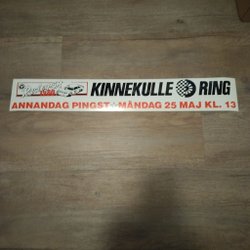 KINNEKULLE RING
ANNANDAG PINGST MÅNDAG 25 MAJ KL. 13